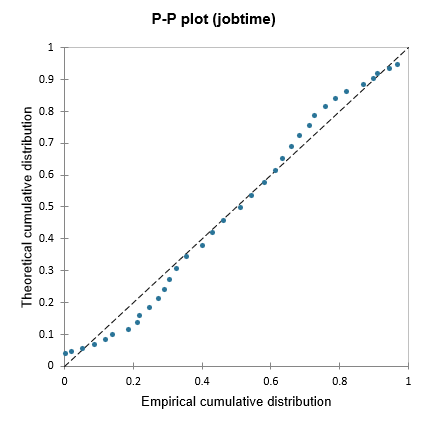 P-P plot (jobtime)
1
0.9
0.8
0.7
0.6
0.5
0.4
0.3
0.2
0.1
0
Theoretical cumulative distribution
0 0.2 0.4 0.6 0.8 1
Empirical cumulative distribution